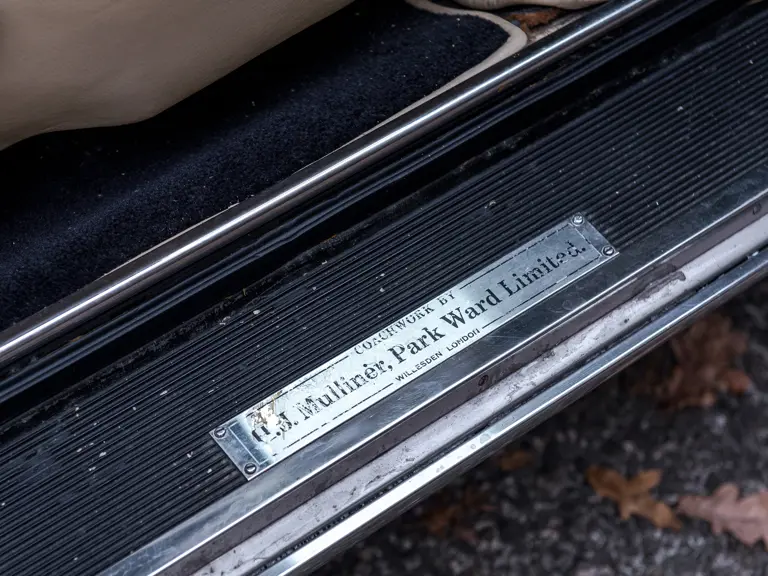 COACHWORK BY
H.J. Mulliner, Park Ward Limited.
WILLESDEN LONDON